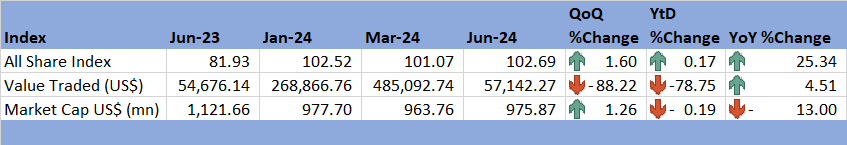 QoQ YtD
Index Jun-23 Jan-24 Mar-24 Jun-24 %Change %Change YoY %Change
All Share Index 81.93 102.52 101.07 102.69 1.60 0.17 25.34
Value Traded (US$) 54,676.14 268,866.76 485,092.74 57,142.27 -88.22 -78.75 4.51
Market Cap US$ (mn) 1,121.66 977.70 963.76 975.87 1.26 - 0.19 - 13.00